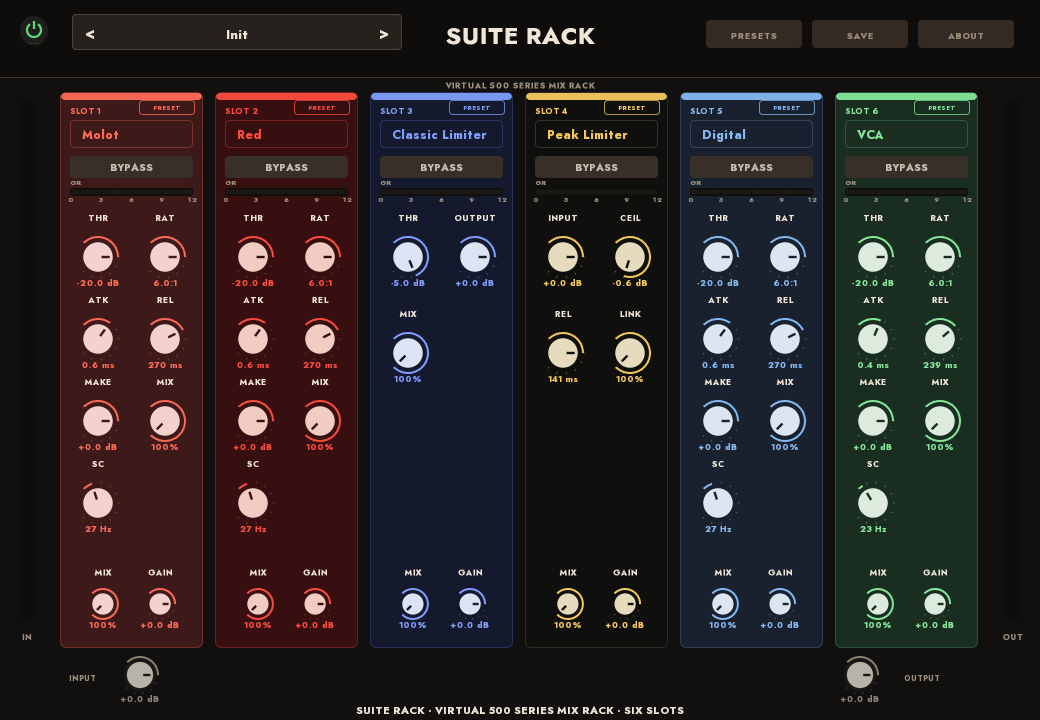 < Init >
SUITE RACK
PRESETS SAVE ABOUT
VIRTUAL 500 SERIES MIX RACK
SLOT 1 PRESET SLOT 2 PRESET SLOT 3 PRESET SLOT 4 PRESET SLOT 5 PRESET SLOT 6 PRESET
Molot Red Classic Limiter Peak Limiter Digital VCA
BYPASS BYPASS BYPASS BYPASS BYPASS BYPASS
GR GR GR GR GR GR
0 3 6 9 12 0 3 6 9 12 0 3 6 9 12 0 3 6 9 12 0 3 6 9 12 0 3 6 9 12
THR RAT THR RAT THR OUTPUT INPUT CEIL THR RAT THR RAT
-20.0 dB 6.0:1 -20.0 dB 6.0:1 -5.0 dB +0.0 dB +0.0 dB -0.6 dB -20.0 dB 6.0:1 -20.0 dB 6.0:1
ATK REL ATK REL ATK REL ATK REL
MIX REL LINK
0.6 ms 270 ms 0.6 ms 270 ms 0.6 ms 270 ms 0.4 ms 239 ms
100% 141 ms 100%
MAKE MIX MAKE MIX MAKE MIX MAKE MIX
+0.0 dB 100% +0.0 dB 100% +0.0 dB 100% +0.0 dB 100%
SC SC SC SC
27 Hz 27 Hz 27 Hz 23 Hz
MIX GAIN MIX GAIN MIX GAIN MIX GAIN MIX GAIN MIX GAIN
100% +0.0 dB 100% +0.0 dB 100% +0.0 dB 100% +0.0 dB 100% +0.0 dB 100% +0.0 dB
IN OUT
INPUT OUTPUT
+0.0 dB +0.0 dB
SUITE RACK · VIRTUAL 500 SERIES MIX RACK · SIX SLOTS